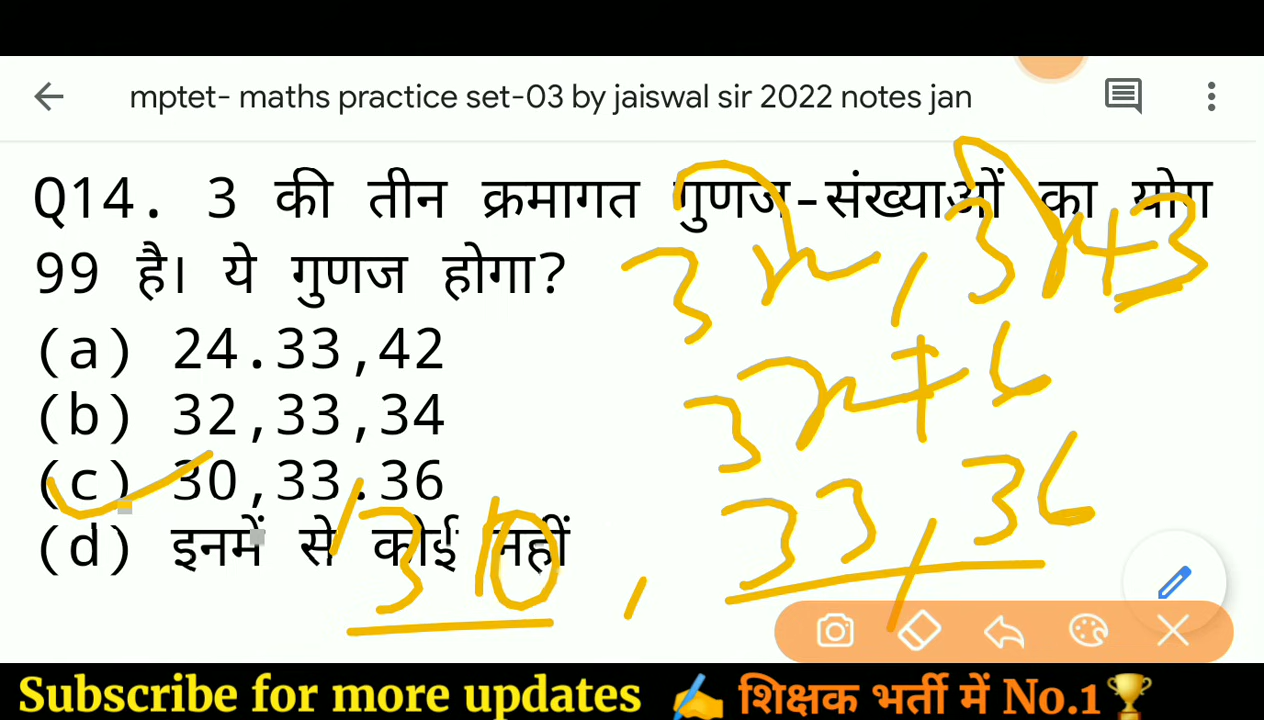 mptet- maths practice set-03 by jaiswal sir 2022 notes jan
Q14. 3 की तीन क्रमागत गुणज-संख्याओं का योग
99 है। ये गुणज होगा?
(a) 24.33,42
(b) 32,33,34
(c) 30,33.36
(d) इनमें से कोई नहीं
3x, 3x+3
3x+6
30, 33, 36
Subscribe for more updates ✍️ शिक्षक भर्ती में No.1🏆